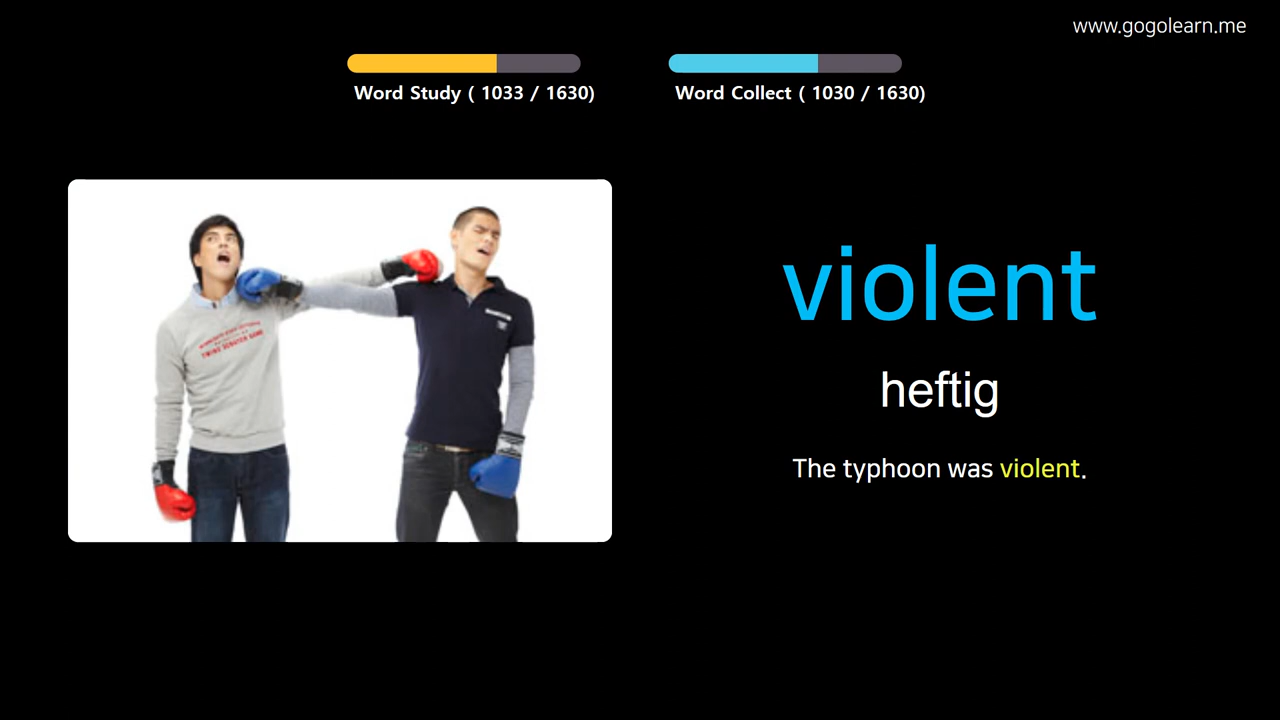 www.gogolearn.me
Word Study ( 1033 / 1630)
Word Collect ( 1030 / 1630)
violent
heftig
The typhoon was violent.